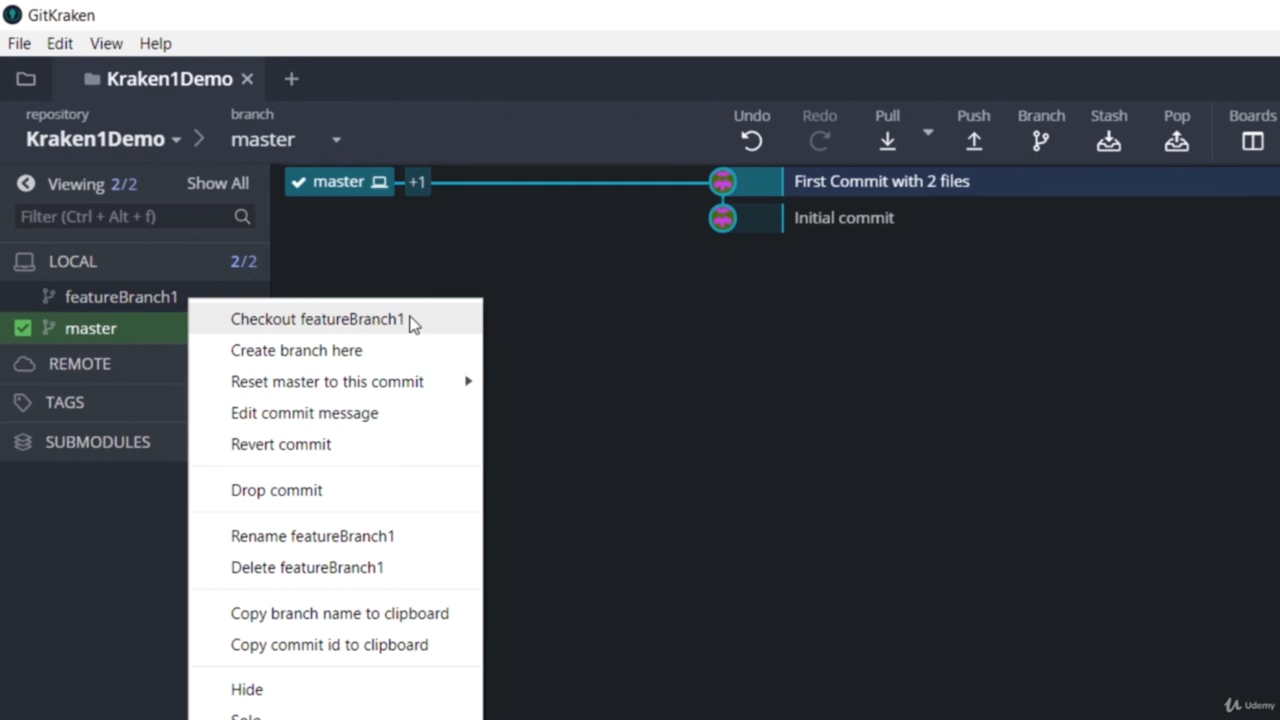 GitKraken
File Edit View Help
Kraken1Demo
repository
Kraken1Demo
branch
master
Undo
Redo
Pull
Push
Branch
Stash
Pop
Boards
Viewing 2/2 Show All
Filter (Ctrl + Alt + f)
master +1 First Commit with 2 files
Initial commit
LOCAL 2/2
featureBranch1
master
REMOTE
TAGS
SUBMODULES
Checkout featureBranch1
Create branch here
Reset master to this commit
Edit commit message
Revert commit
Drop commit
Rename featureBranch1
Delete featureBranch1
Copy branch name to clipboard
Copy commit id to clipboard
Hide
Solo
Udemy